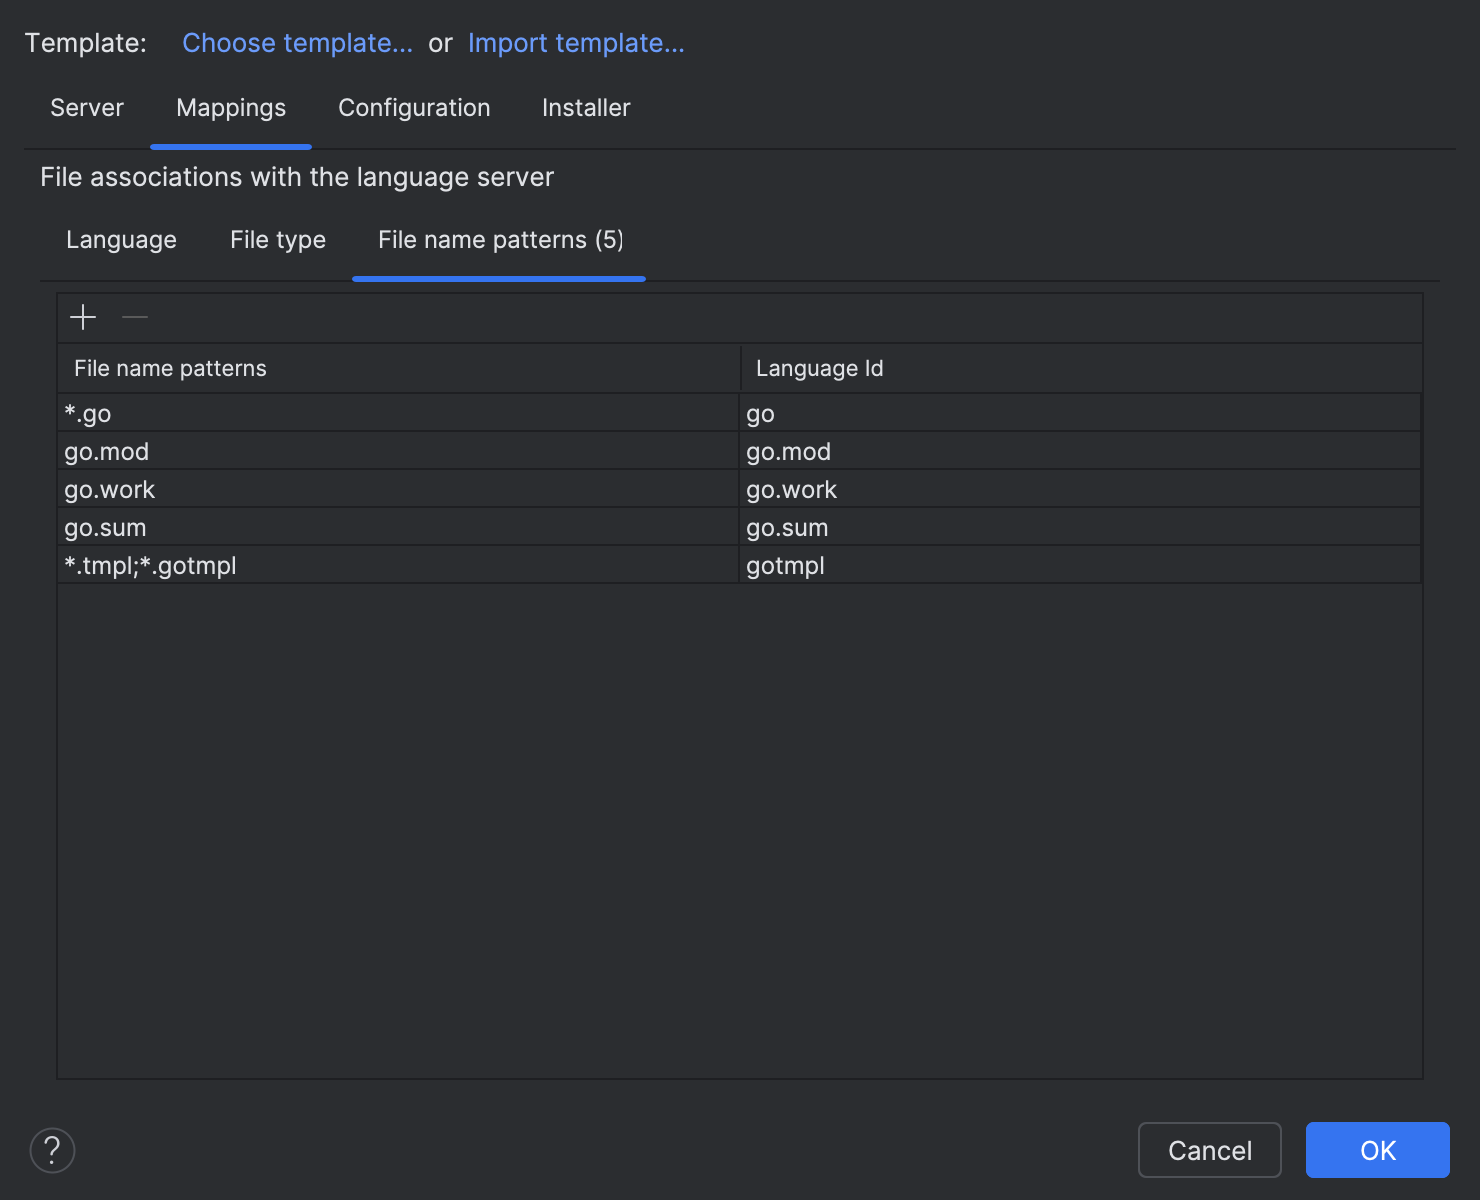 Template: Choose template... or Import template...
Server Mappings Configuration Installer
File associations with the language server
Language File type File name patterns (5)
File name patterns Language Id
*.go go
go.mod go.mod
go.work go.work
go.sum go.sum
*.tmpl;*.gotmpl gotmpl
? Cancel OK